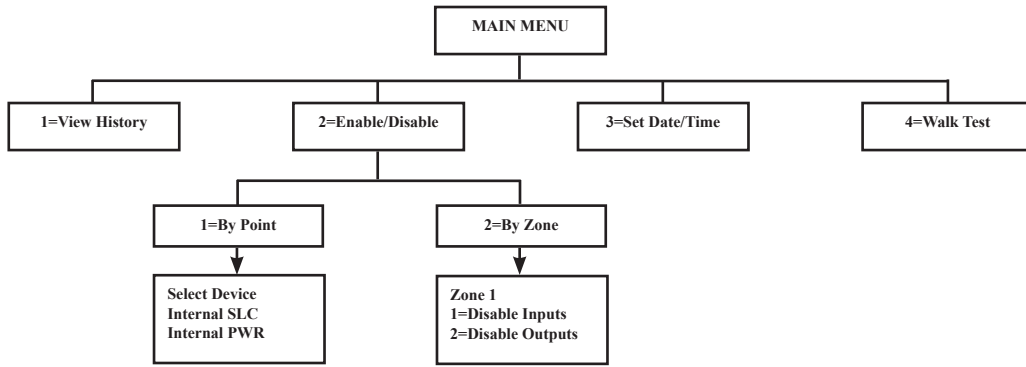 MAIN MENU
1=View History
2=Enable/Disable
3=Set Date/Time
4=Walk Test
1=By Point
2=By Zone
Select Device
Internal SLC
Internal PWR
Zone 1
1=Disable Inputs
2=Disable Outputs